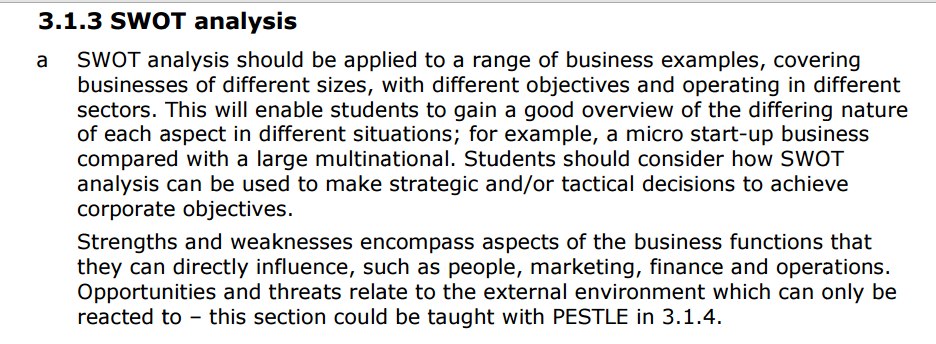 3.1.3 SWOT analysis
a SWOT analysis should be applied to a range of business examples, covering
businesses of different sizes, with different objectives and operating in different
sectors. This will enable students to gain a good overview of the differing nature
of each aspect in different situations; for example, a micro start-up business
compared with a large multinational. Students should consider how SWOT
analysis can be used to make strategic and/or tactical decisions to achieve
corporate objectives.
Strengths and weaknesses encompass aspects of the business functions that
they can directly influence, such as people, marketing, finance and operations.
Opportunities and threats relate to the external environment which can only be
reacted to – this section could be taught with PESTLE in 3.1.4.